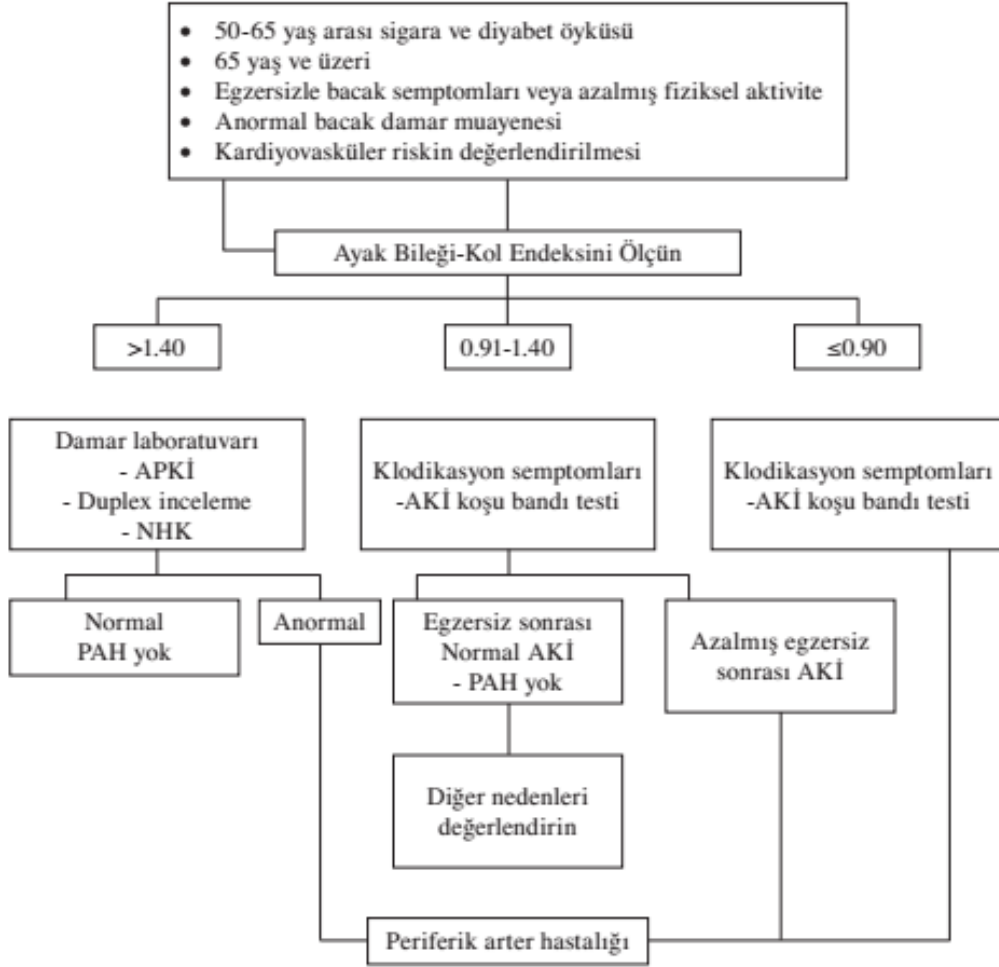 • 50-65 yaş arası sigara ve diyabet öyküsü
• 65 yaş ve üzeri
• Egzersizle bacak semptomları veya azalmış fiziksel aktivite
• Anormal bacak damar muayenesi
• Kardiyovasküler riskin değerlendirilmesi
Ayak Bileği-Kol Endeksini Ölçün
>1.40
0.91-1.40
≤0.90
Damar laboratuvarı
- APKİ
- Duplex inceleme
- NHK
Klodikasyon semptomları
-AKİ koşu bandı testi
Klodikasyon semptomları
-AKİ koşu bandı testi
Normal
PAH yok
Anormal
Egzersiz sonrası
Normal AKİ
- PAH yok
Azalmış egzersiz
sonrası AKİ
Diğer nedenleri
değerlendirin
Periferik arter hastalığı